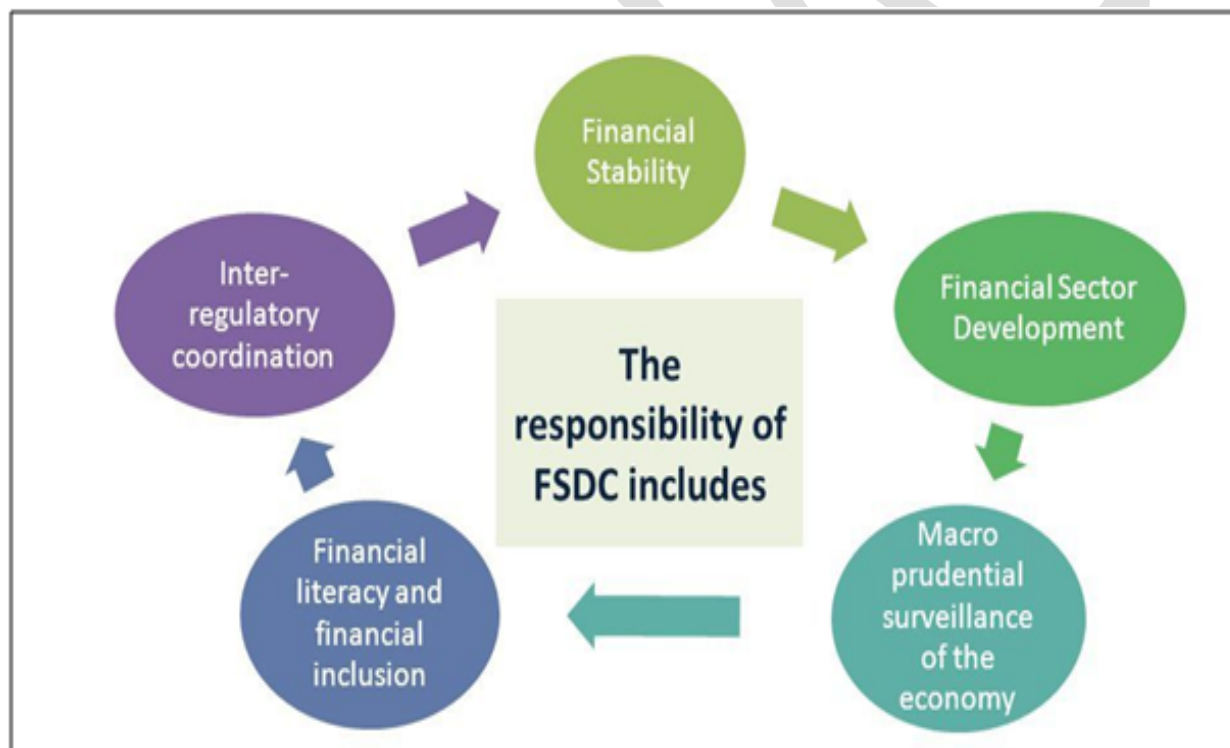 Financial
Stability
Financial Sector
Development
Macro
prudential
surveillance
of the
economy
Financial
literacy and
financial
inclusion
Inter-
regulatory
coordination
The
responsibility of
FSDC includes